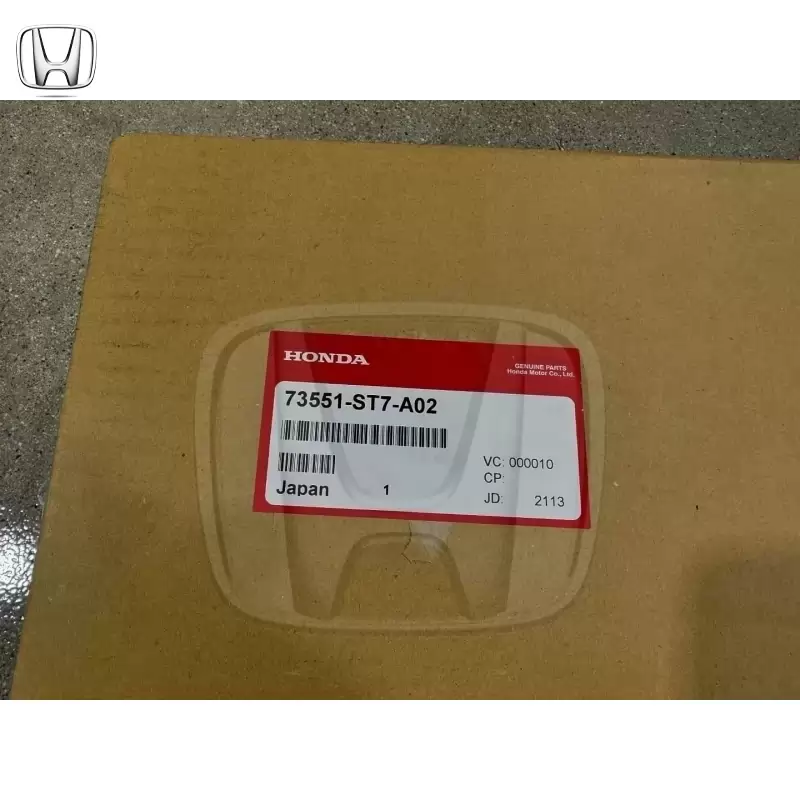 HONDA
GENUINE PARTS
Honda Motor Co., Ltd.
73551-ST7-A02
VC: 000010
CP:
Japan 1
JD: 2113